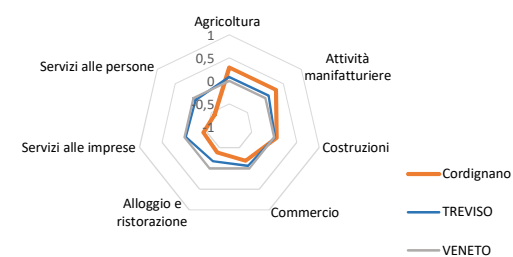 Agricoltura
Attività
manifatturiere
Costruzioni
Commercio
Alloggio e
ristorazione
Servizi alle imprese
Servizi alle persone
1
0,5
0
-0,5
-1
Cordignano
TREVISO
VENETO